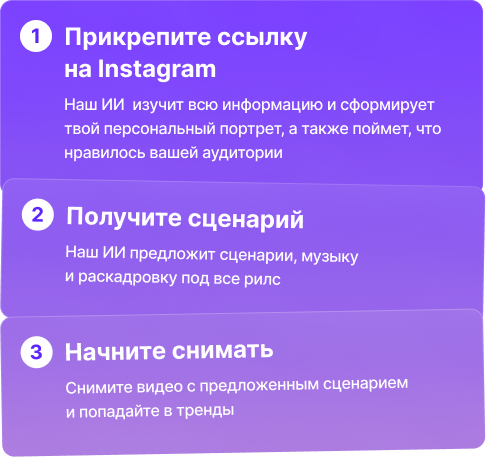 1 Прикрепите ссылку
на Instagram
Наш ИИ изучит всю информацию и сформирует
твой персональный портрет, а также поймет, что
нравилось вашей аудитории
2 Получите сценарий
Наш ИИ предложит сценарии, музыку
и раскадровку под все рилс
3 Начните снимать
Снимите видео с предложенным сценарием
и попадайте в тренды